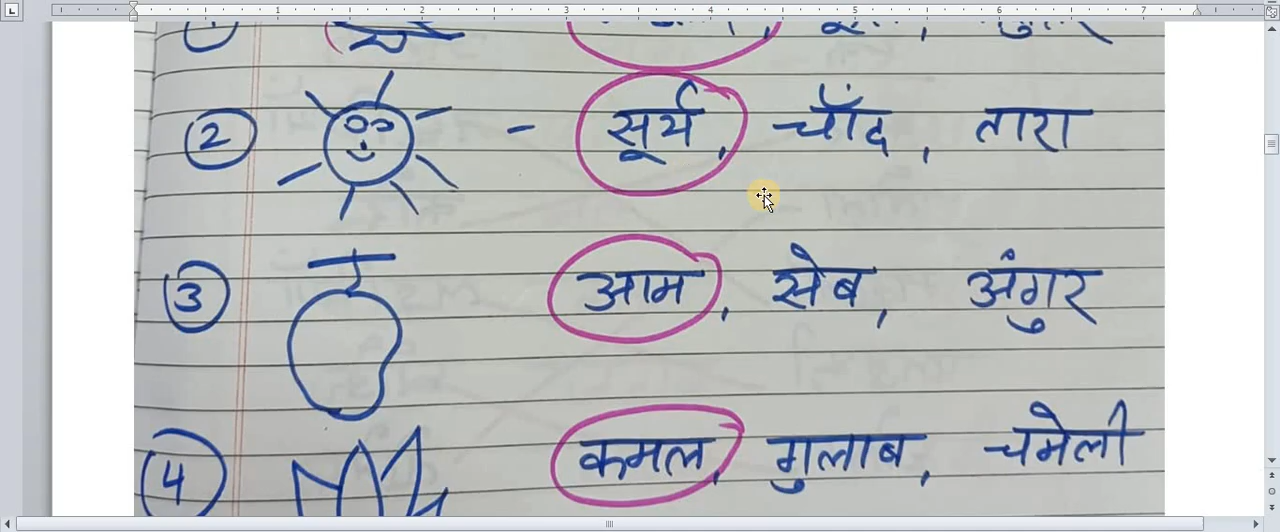 ② - सूर्य, चाँद, तारा
③ आम, सेब, अंगुर
④ कमल, गुलाब, चमेली